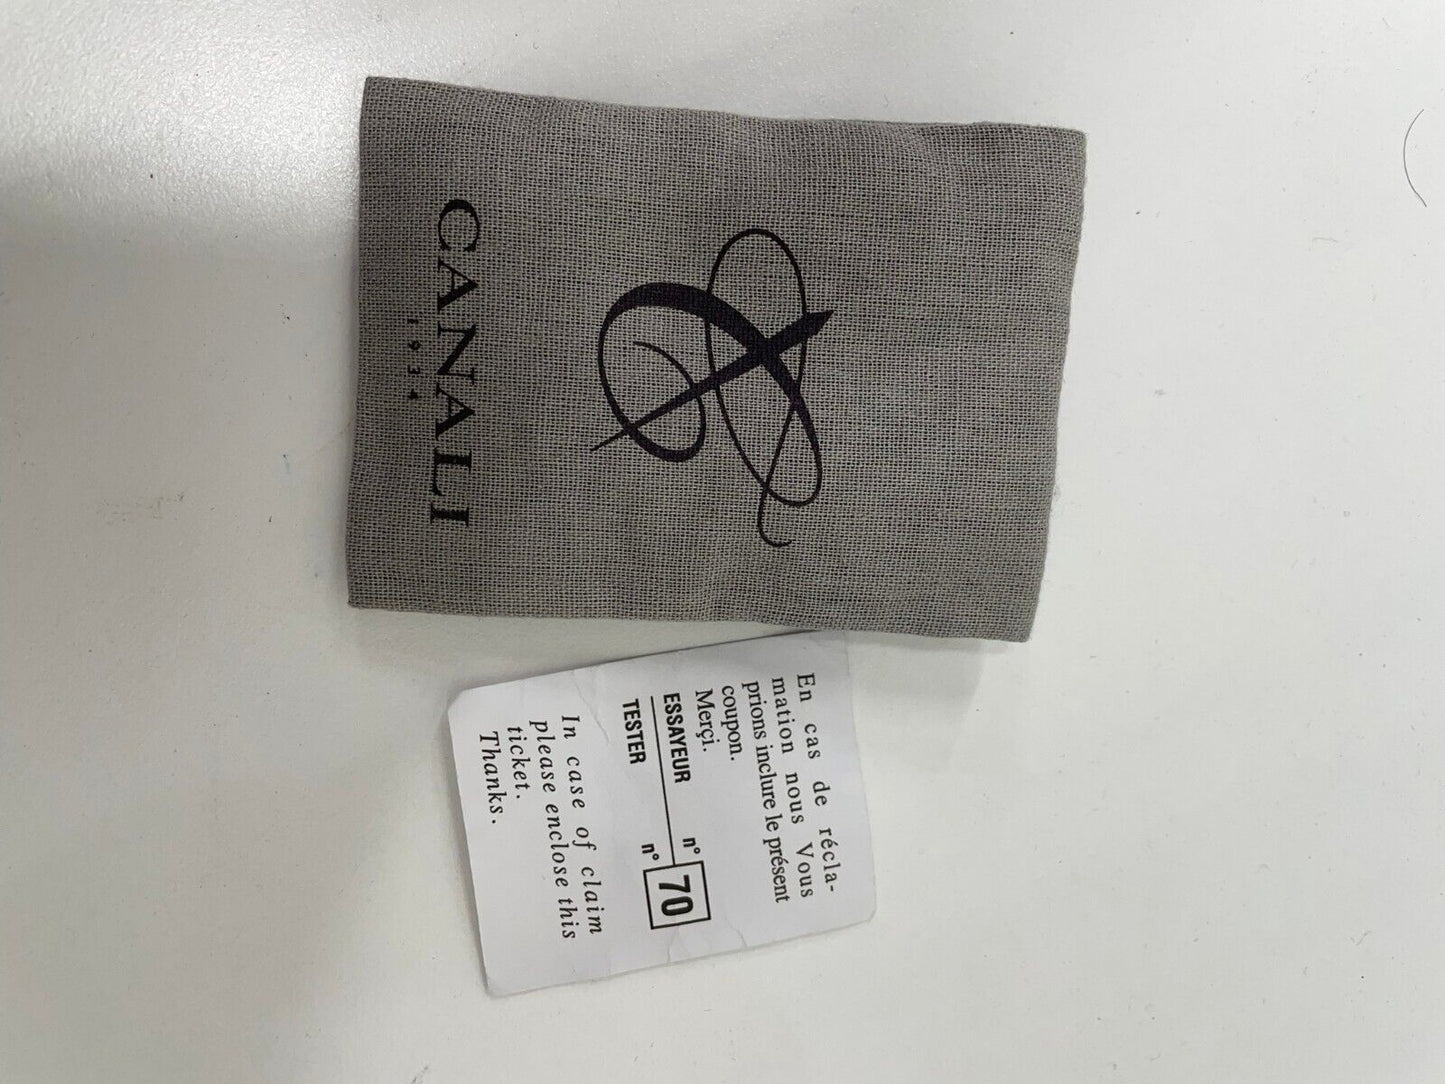 CANALI
1934
En cas de récla-
mation nous Vous
prions inclure le présent
coupon.
Merçi.
ESSAYEUR n°
TESTER n°
70
In case of claim
please enclose this
ticket.
Thanks.